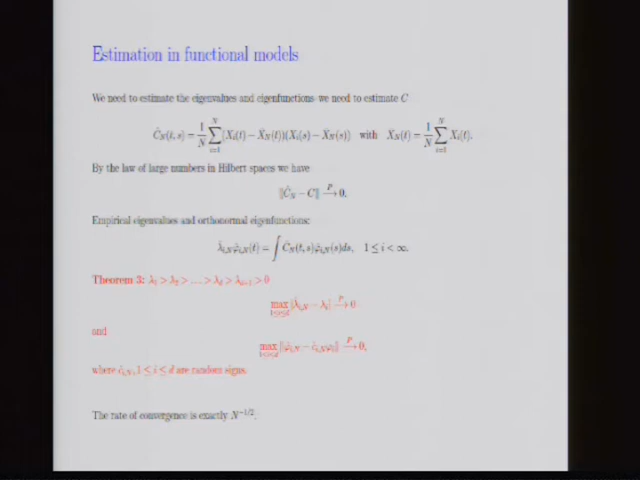 Estimation in functional models
We need to estimate the eigenvalues and eigenfunctions- we need to estimate C
Ĉ_N(t, s) = 1/N ∑_{i=1}^{N} (X_i(t) − X̄_N(t))(X_i(s) − X̄_N(s)) with X̄_N(t) = 1/N ∑_{i=1}^{N} X_i(t).
By the law of large numbers in Hilbert spaces we have
||Ĉ_N − C|| →^P 0.
Empirical eigenvalues and orthonormal eigenfunctions:
λ̂_{i,N}φ̂_{i,N}(t) = ∫ Ĉ_N(t, s)φ̂_{i,N}(s)ds, 1 ≤ i < ∞.
Theorem 3: λ_1 > λ_2 > … > λ_d > λ_{d+1} > 0
max_{1≤i≤d} |λ̂_{i,N} − λ_i| →^P 0
and
max_{1≤i≤d} ||φ̂_{i,N} − ĉ_{i,N}φ_i|| →^P 0,
where ĉ_{i,N}, 1 ≤ i ≤ d are random signs.
The rate of convergence is exactly N^{−1/2}.